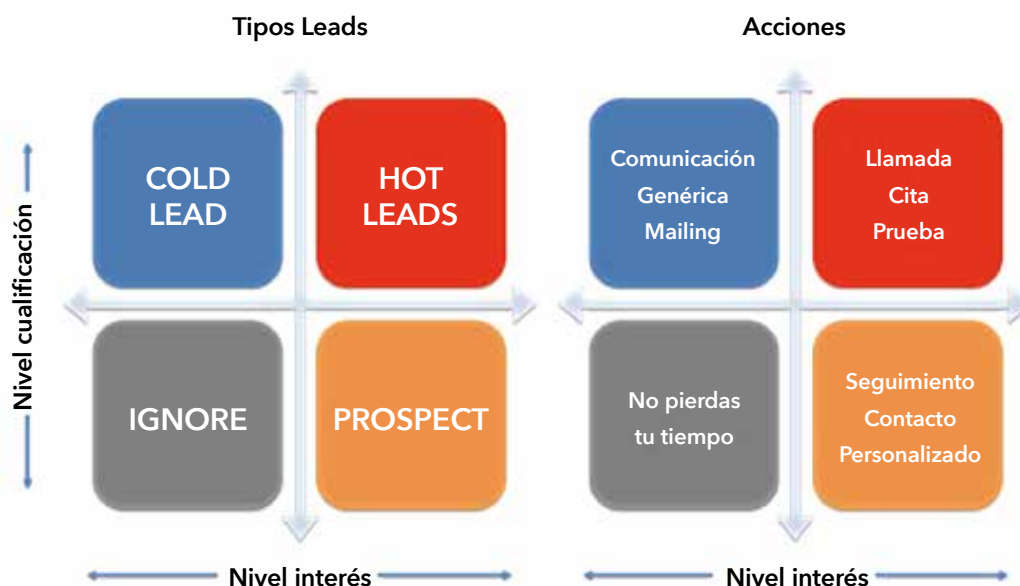 Tipos Leads
Acciones
Nivel cualificación
COLD
LEAD
HOT
LEADS
IGNORE
PROSPECT
Comunicación
Genérica
Mailing
Llamada
Cita
Prueba
No pierdas
tu tiempo
Seguimiento
Contacto
Personalizado
Nivel interés
Nivel interés